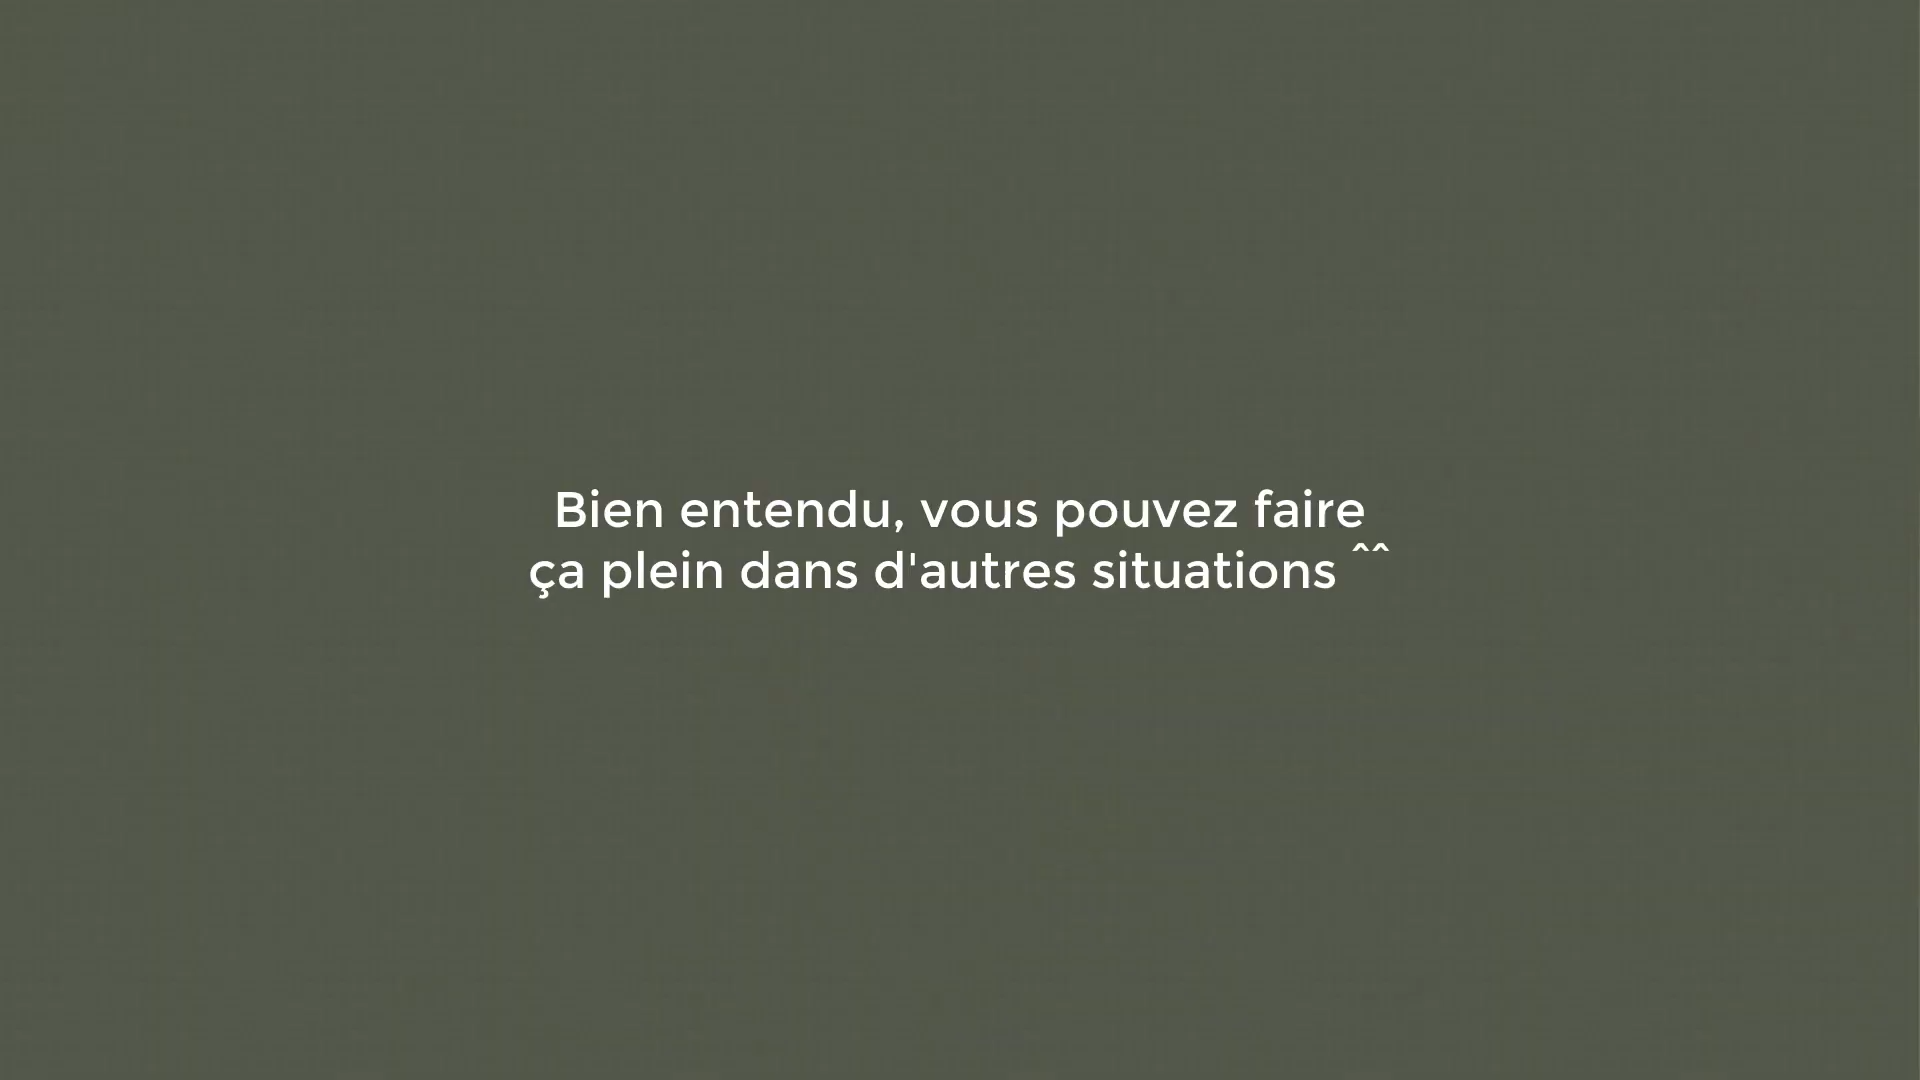 Bien entendu, vous pouvez faire
ça plein dans d'autres situations ^^